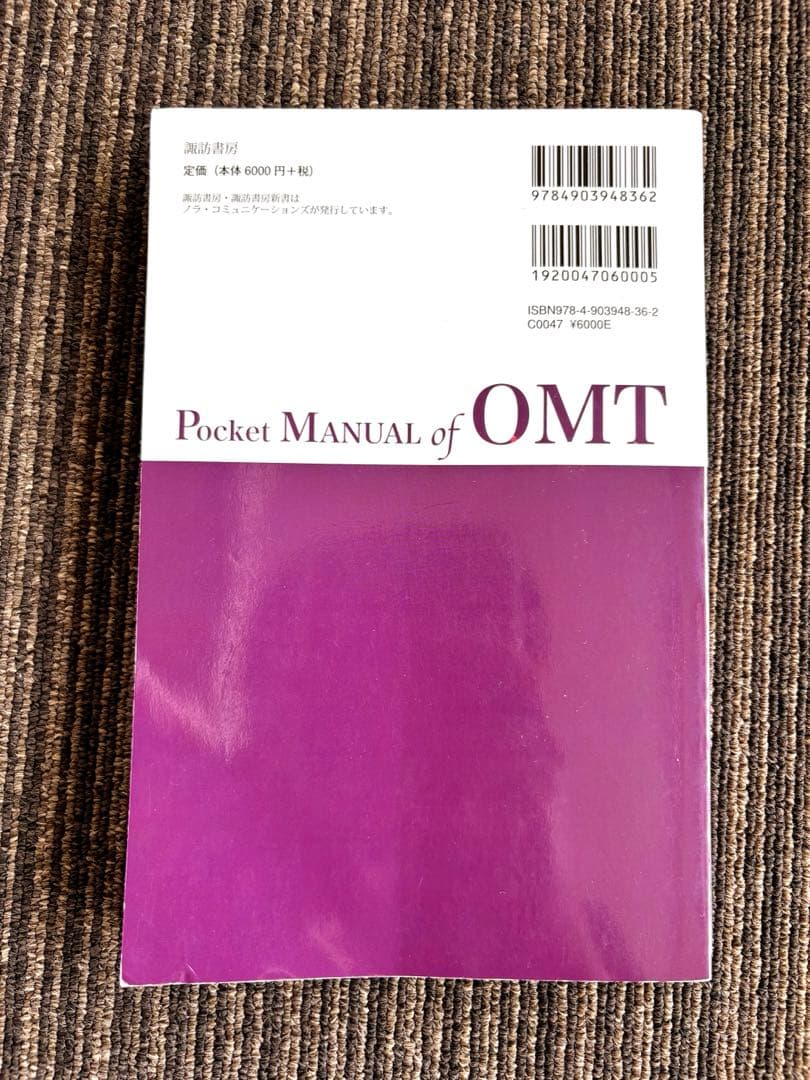 諏訪書房
定価（本体 6000 円＋税）
諏訪書房・諏訪書房新書は
ノラ・コミュニケーションズが発行しています。
9784903948362
1920047060005
ISBN978-4-903948-36-2
C0047 ¥6000E
Pocket MANUAL of OMT